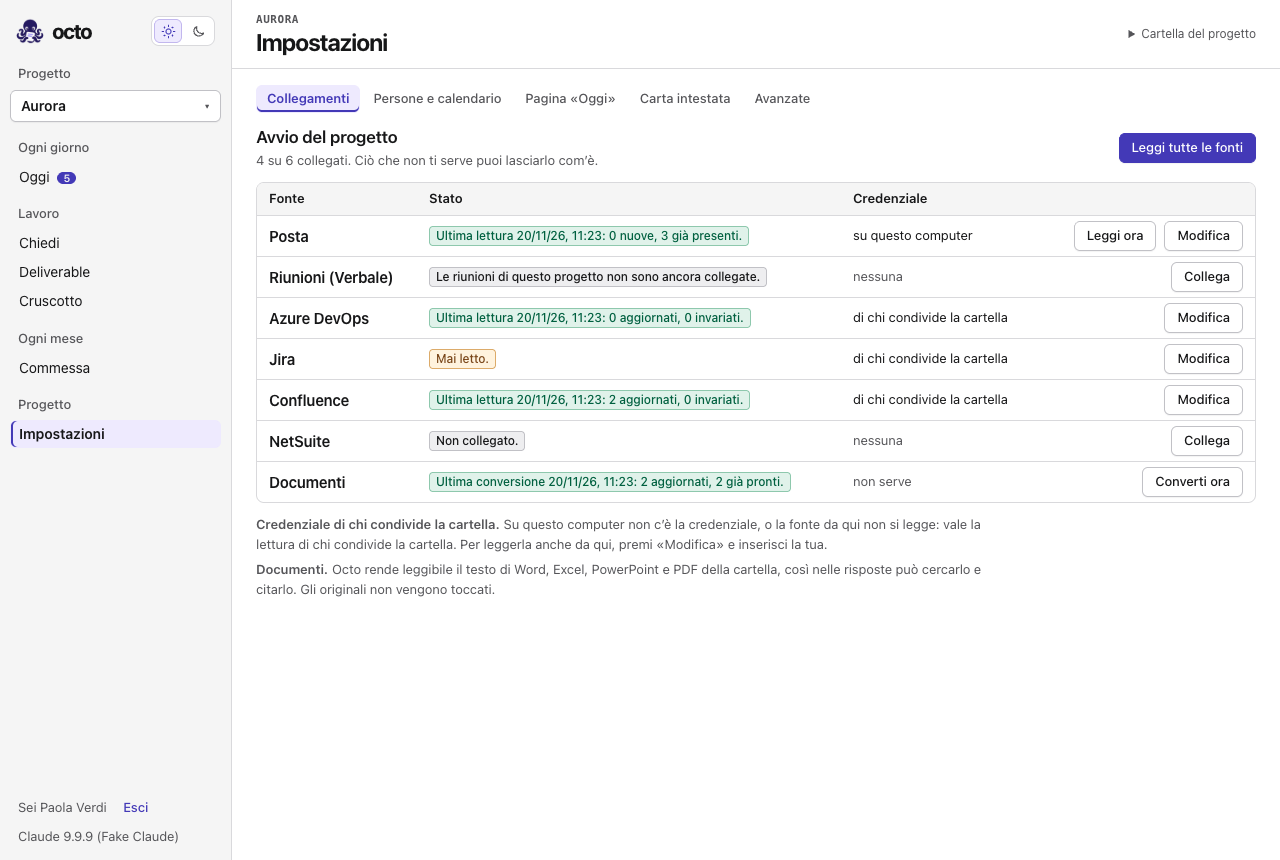 octo
Progetto
Aurora
Ogni giorno
Oggi 5
Lavoro
Chiedi
Deliverable
Cruscotto
Ogni mese
Commessa
Progetto
Impostazioni
Sei Paola Verdi Esci
Claude 9.9.9 (Fake Claude)
AURORA
Impostazioni
Cartella del progetto
Collegamenti Persone e calendario Pagina «Oggi» Carta intestata Avanzate
Avvio del progetto
4 su 6 collegati. Ciò che non ti serve puoi lasciarlo com’è.
Leggi tutte le fonti
Fonte Stato Credenziale
Posta Ultima lettura 20/11/26, 11:23: 0 nuove, 3 già presenti. su questo computer Leggi ora Modifica
Riunioni (Verbale) Le riunioni di questo progetto non sono ancora collegate. nessuna Collega
Azure DevOps Ultima lettura 20/11/26, 11:23: 0 aggiornati, 0 invariati. di chi condivide la cartella Modifica
Jira Mai letto. di chi condivide la cartella Modifica
Confluence Ultima lettura 20/11/26, 11:23: 2 aggiornati, 0 invariati. di chi condivide la cartella Modifica
NetSuite Non collegato. nessuna Collega
Documenti Ultima conversione 20/11/26, 11:23: 2 aggiornati, 2 già pronti. non serve Converti ora
Credenziale di chi condivide la cartella. Su questo computer non c’è la credenziale, o la fonte da qui non si legge: vale la
lettura di chi condivide la cartella. Per leggerla anche da qui, premi «Modifica» e inserisci la tua.
Documenti. Octo rende leggibile il testo di Word, Excel, PowerPoint e PDF della cartella, così nelle risposte può cercarlo e
citarlo. Gli originali non vengono toccati.